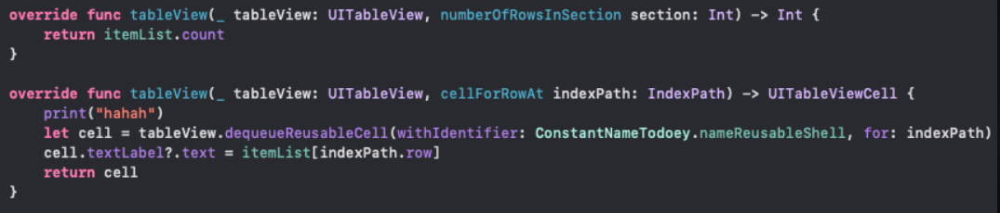 override func tableView(_ tableView: UITableView, numberOfRowsInSection section: Int) -> Int {
    return itemList.count
}

override func tableView(_ tableView: UITableView, cellForRowAt indexPath: IndexPath) -> UITableViewCell {
    print("hahah")
    let cell = tableView.dequeueReusableCell(withIdentifier: ConstantNameTodoey.nameReusableShell, for: indexPath)
    cell.textLabel?.text = itemList[indexPath.row]
    return cell
}